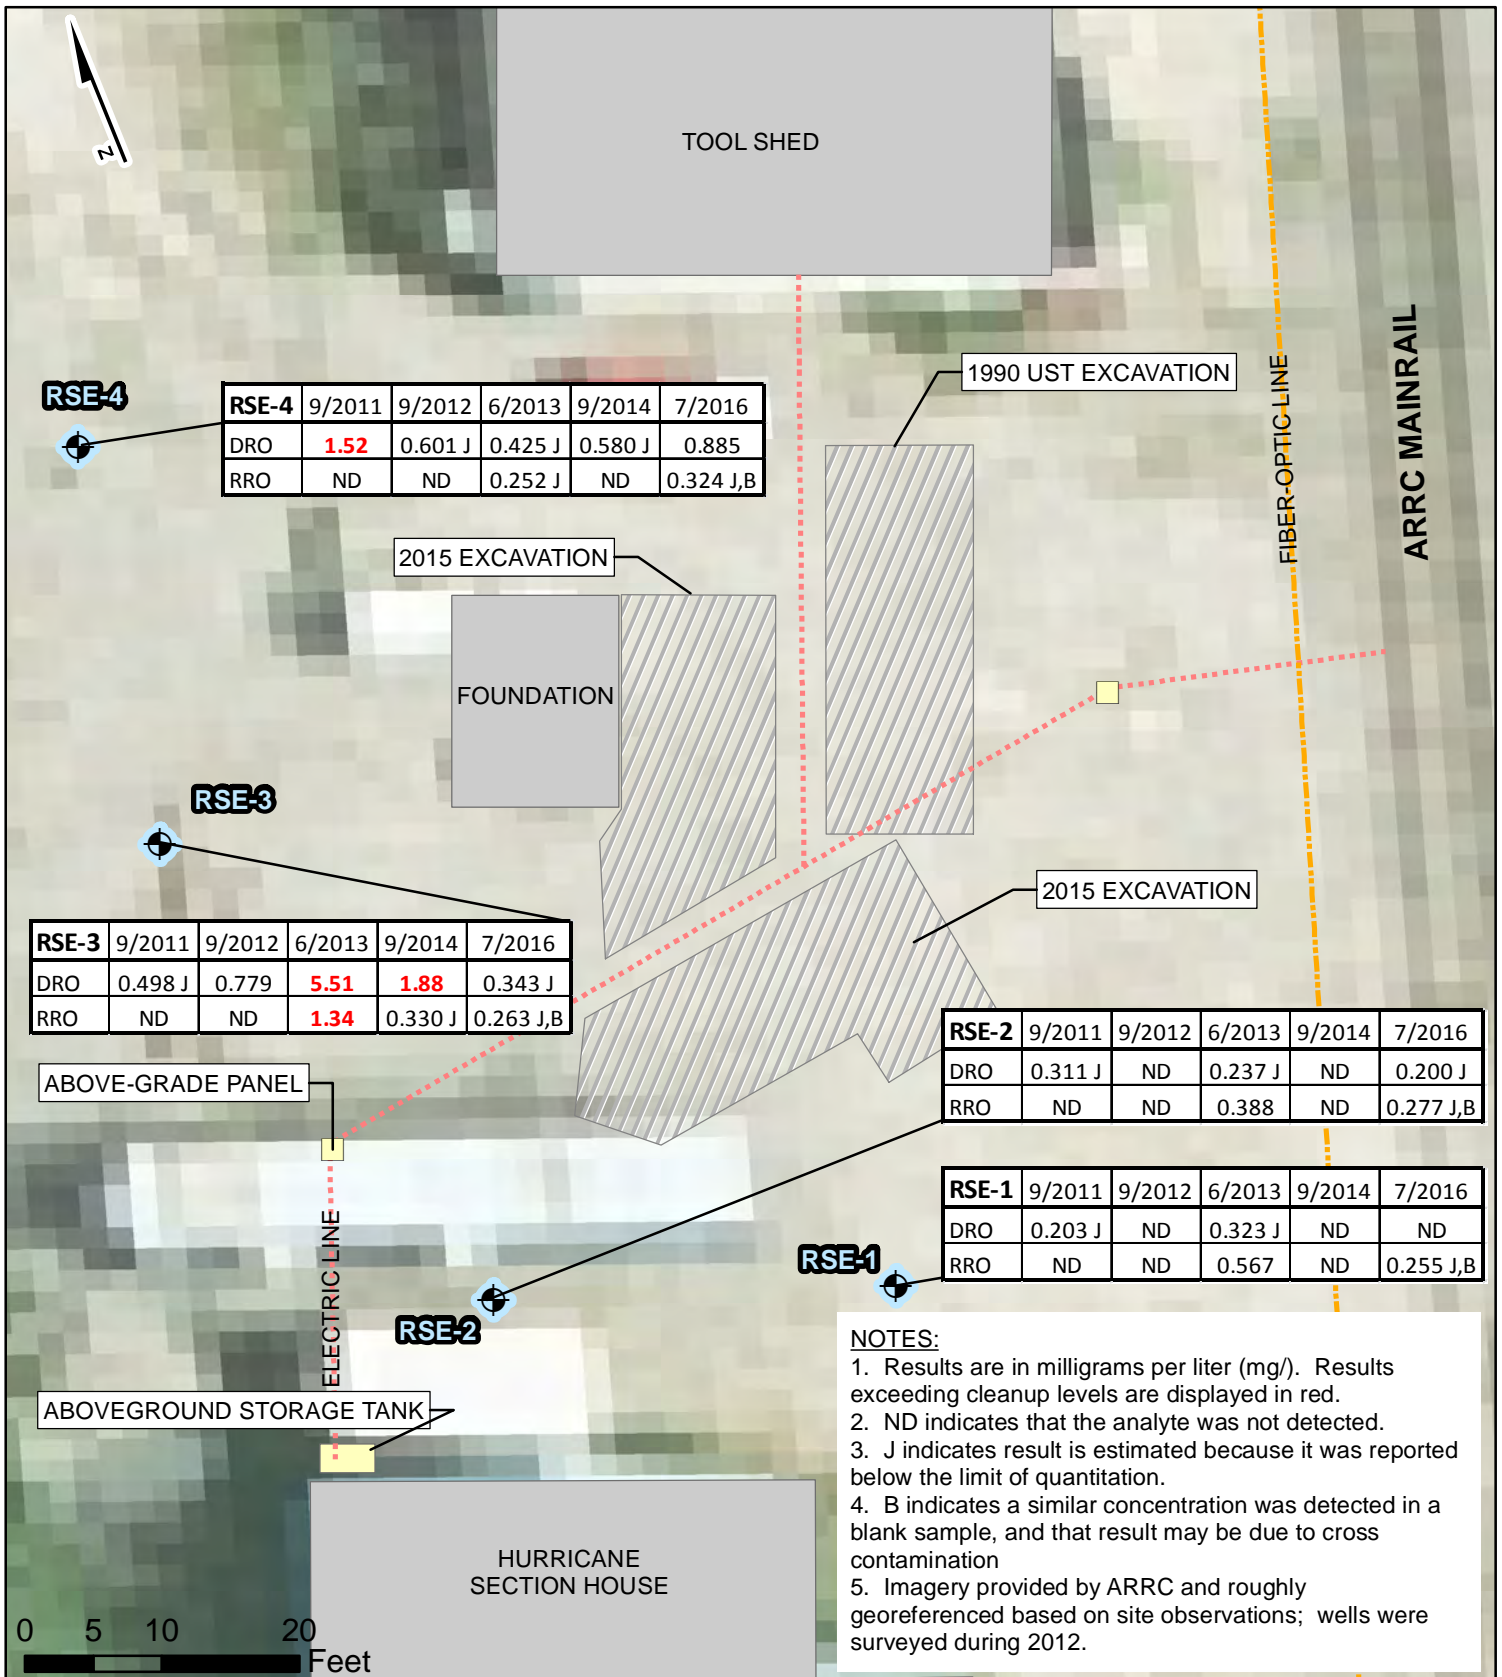 TOOL SHED
N
1990 UST EXCAVATION
FIBER-OPTIC LINE
ARRC MAINRAIL
RSE-4
RSE-4 9/2011 9/2012 6/2013 9/2014 7/2016
DRO 1.52 0.601 J 0.425 J 0.580 J 0.885
RRO ND ND 0.252 J ND 0.324 J,B
2015 EXCAVATION
FOUNDATION
RSE-3
2015 EXCAVATION
RSE-3 9/2011 9/2012 6/2013 9/2014 7/2016
DRO 0.498 J 0.779 5.51 1.88 0.343 J
RRO ND ND 1.34 0.330 J 0.263 J,B
RSE-2 9/2011 9/2012 6/2013 9/2014 7/2016
DRO 0.311 J ND 0.237 J ND 0.200 J
RRO ND ND 0.388 ND 0.277 J,B
ABOVE-GRADE PANEL
RSE-1 9/2011 9/2012 6/2013 9/2014 7/2016
DRO 0.203 J ND 0.323 J ND ND
RRO ND ND 0.567 ND 0.255 J,B
ELECTRIC LINE
RSE-1
RSE-2
ABOVEGROUND STORAGE TANK
HURRICANE
SECTION HOUSE
NOTES:
1. Results are in milligrams per liter (mg/). Results
exceeding cleanup levels are displayed in red.
2. ND indicates that the analyte was not detected.
3. J indicates result is estimated because it was reported
below the limit of quantitation.
4. B indicates a similar concentration was detected in a
blank sample, and that result may be due to cross
contamination
5. Imagery provided by ARRC and roughly
georeferenced based on site observations; wells were
surveyed during 2012.
0 5 10 20
Feet